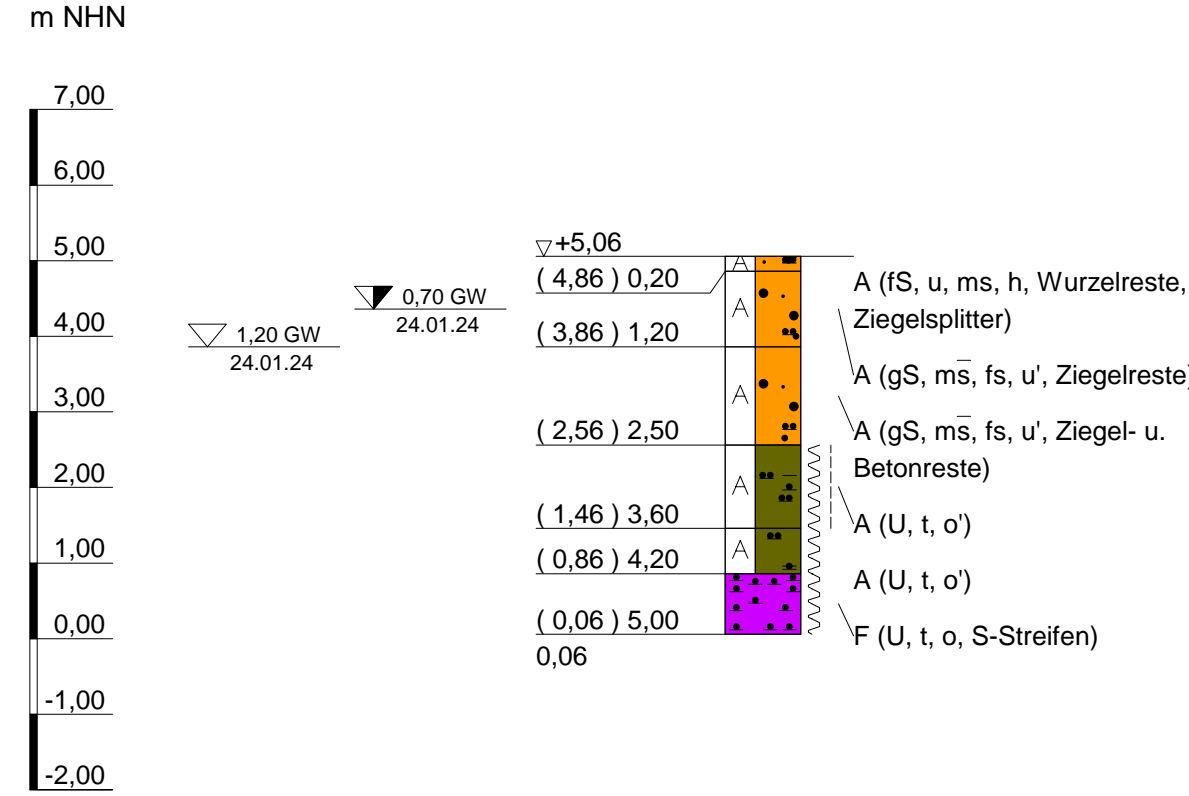 m NHN
7,00
6,00
5,00
4,00
3,00
2,00
1,00
0,00
-1,00
-2,00
1,20 GW
24.01.24
0,70 GW
24.01.24
+5,06
( 4,86 ) 0,20
( 3,86 ) 1,20
( 2,56 ) 2,50
( 1,46 ) 3,60
( 0,86 ) 4,20
( 0,06 ) 5,00
0,06
A
A
A
A
A
A (fS, u, ms, h, Wurzelreste,
Ziegelsplitter)
A (gS, ms̅, fs, u', Ziegelreste)
A (gS, ms̅, fs, u', Ziegel- u.
Betonreste)
A (U, t, o')
A (U, t, o')
F (U, t, o, S-Streifen)